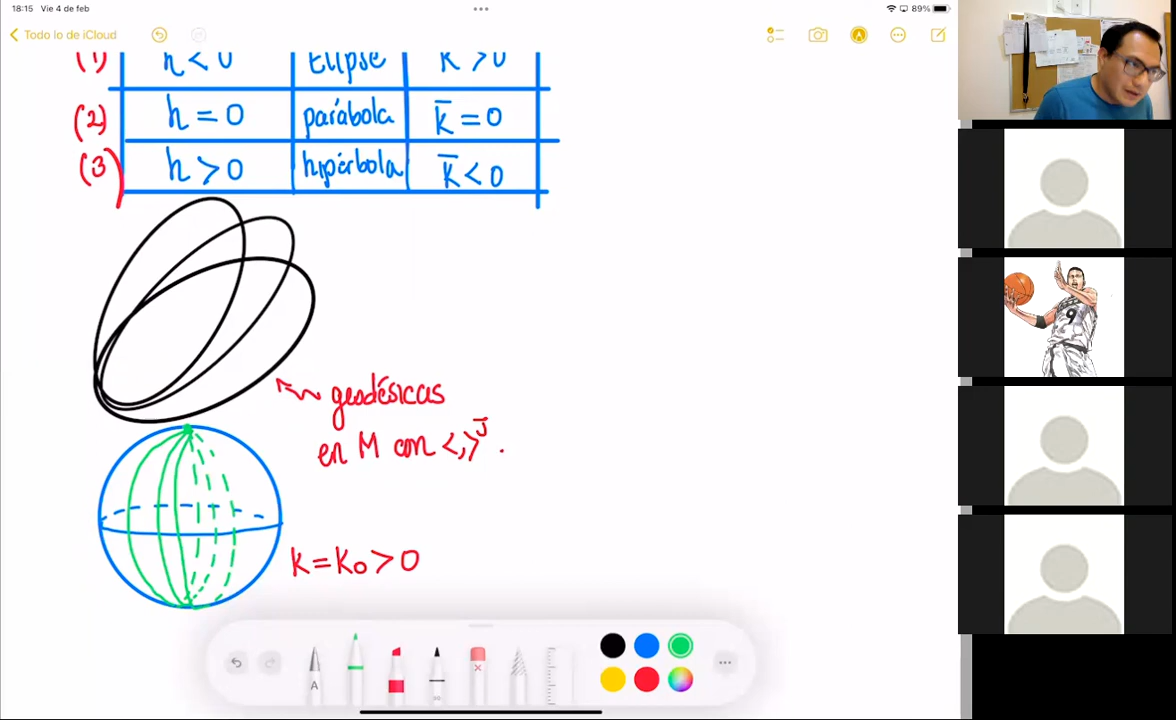 18:15 Vie 4 de feb
89%
Todo lo de iCloud
(1) h < 0 Elipse K̄ > 0
(2) h = 0 parábola K̄ = 0
(3) h > 0 hipérbola K̄ < 0
geodésicas
en M con <,>ᴶ̄.
K = K₀ > 0
A
9